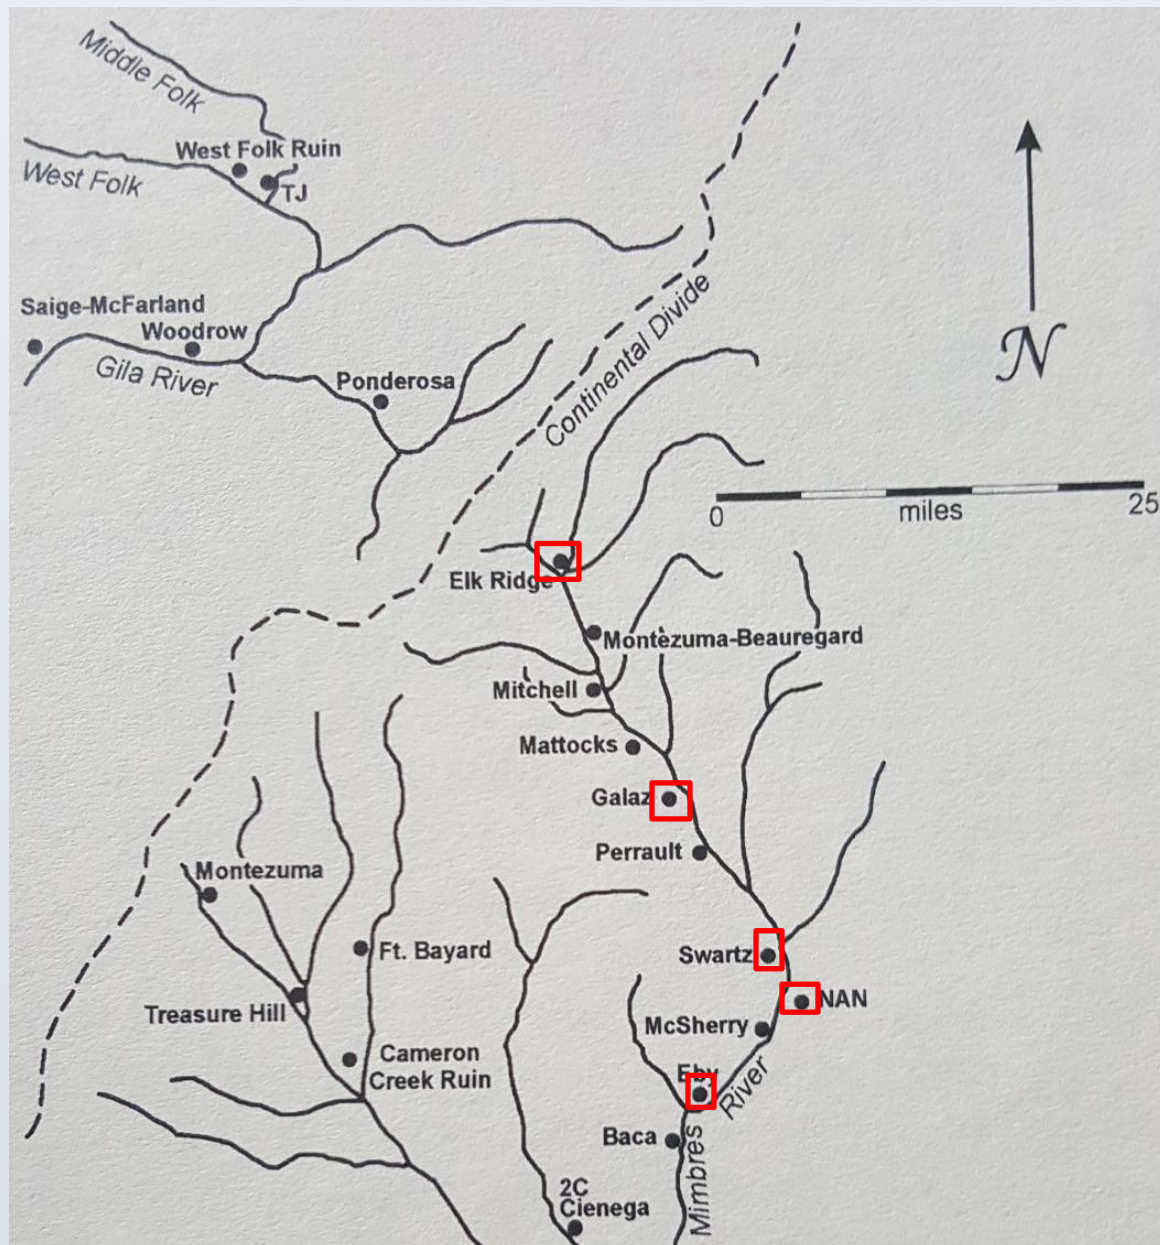 Middle Folk
West Folk Ruin
West Folk
TJ
Saige-McFarland
Woodrow
Gila River
Continental Divide
Ponderosa
N
0
miles
25
Elk Ridge
Montezuma-Beauregard
Mitchell
Mattocks
Galaz
Perrault
Montezuma
Ft. Bayard
Swartz
NAN
Treasure Hill
McSherry
Cameron
Creek Ruin
Eby
Mimbres River
Baca
2C
Cienega